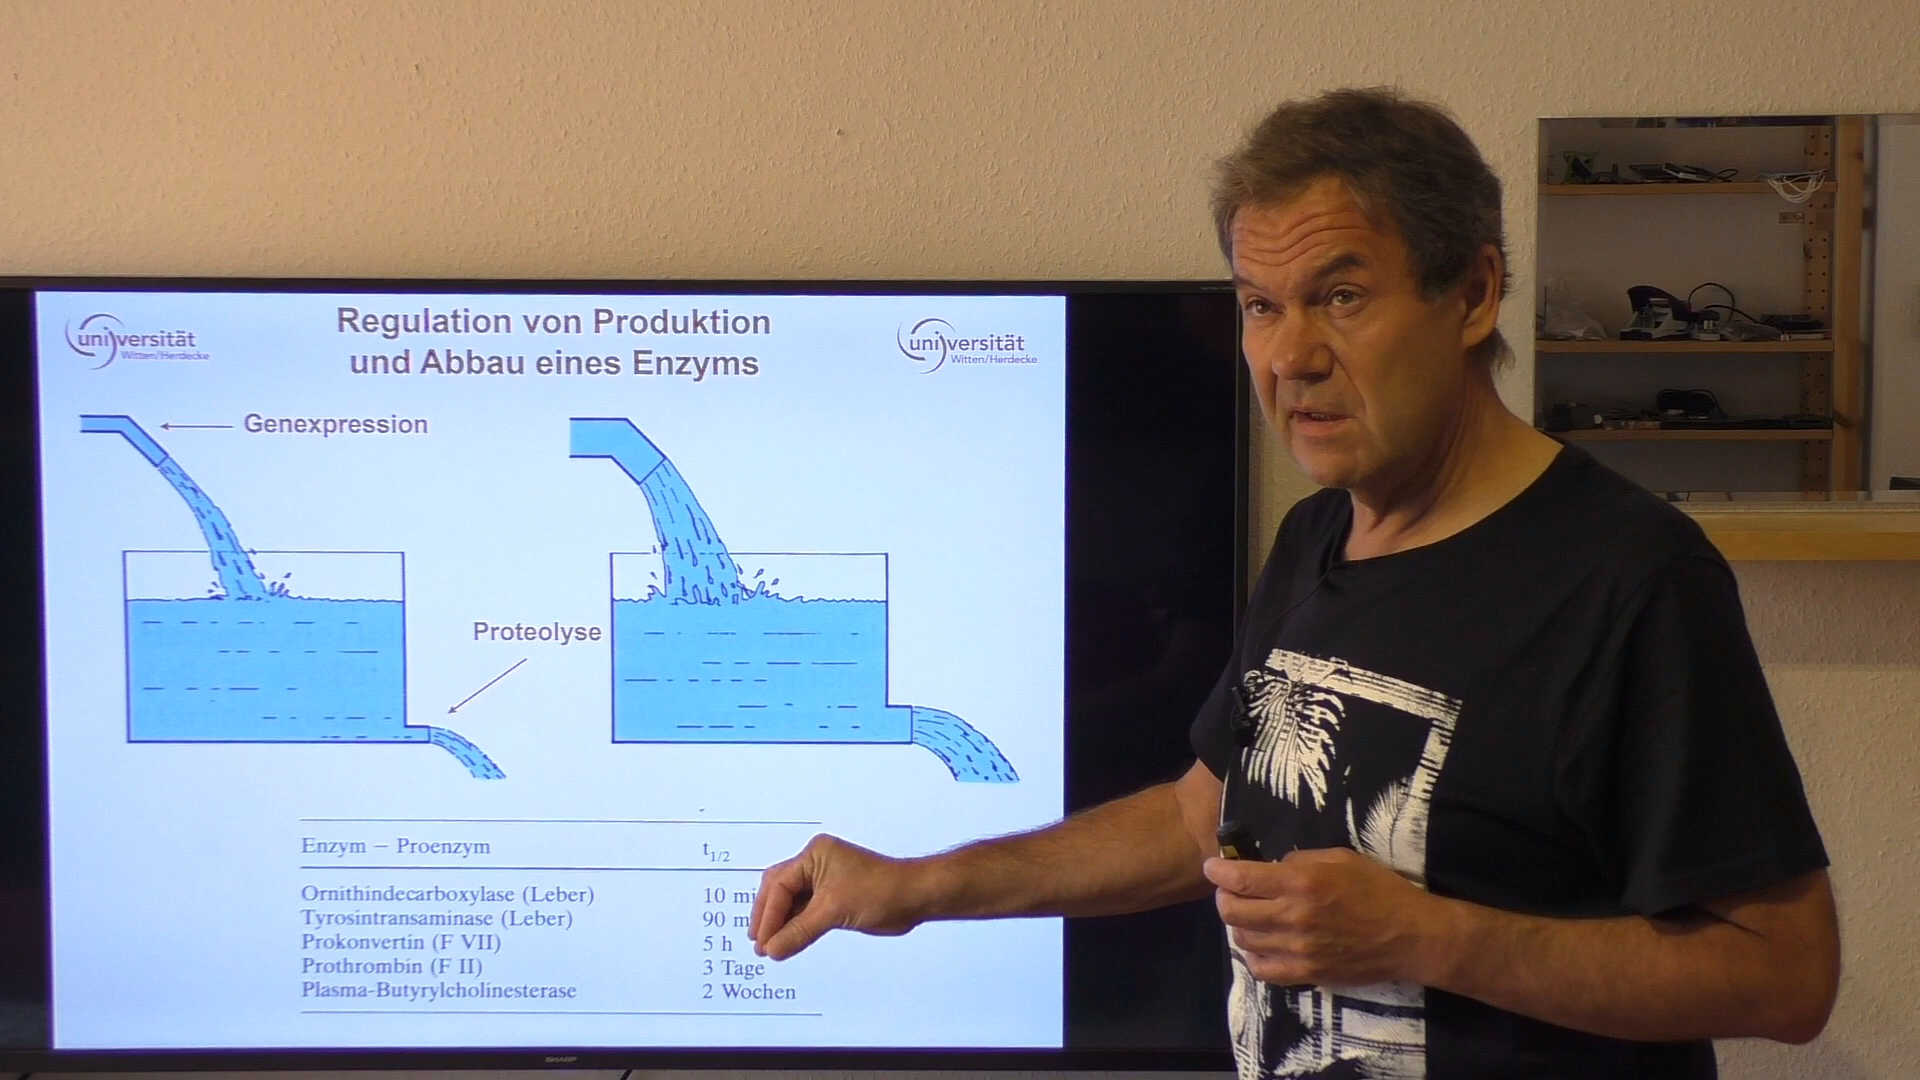 Regulation von Produktion
und Abbau eines Enzyms
universität
Witten/Herdecke
universität
Witten/Herdecke
Genexpression
Proteolyse
Enzym – Proenzym t1/2
Ornithindecarboxylase (Leber) 10
Tyrosintransaminase (Leber) 90
Prokonvertin (F VII) 5 h
Prothrombin (F II) 3 Tage
Plasma-Butyrylcholinesterase 2 Wochen
SHARP